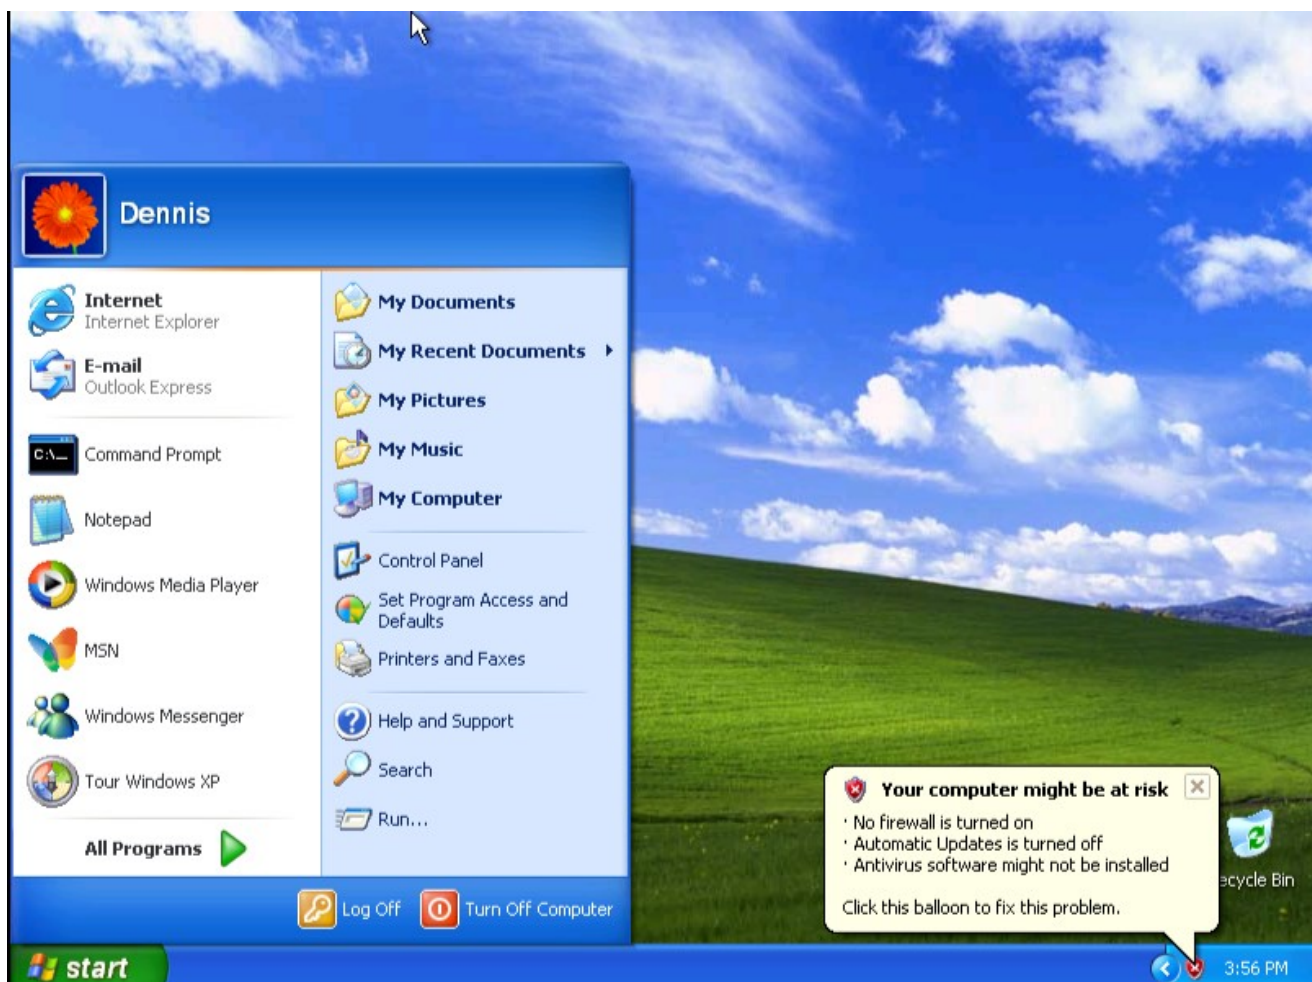 Dennis
Internet
Internet Explorer
E-mail
Outlook Express
Command Prompt
Notepad
Windows Media Player
MSN
Windows Messenger
Tour Windows XP
All Programs
My Documents
My Recent Documents
My Pictures
My Music
My Computer
Control Panel
Set Program Access and
Defaults
Printers and Faxes
Help and Support
Search
Run...
Log Off
Turn Off Computer
Your computer might be at risk
· No firewall is turned on
· Automatic Updates is turned off
· Antivirus software might not be installed
Click this balloon to fix this problem.
ecycle Bin
start
3:56 PM
C:\_